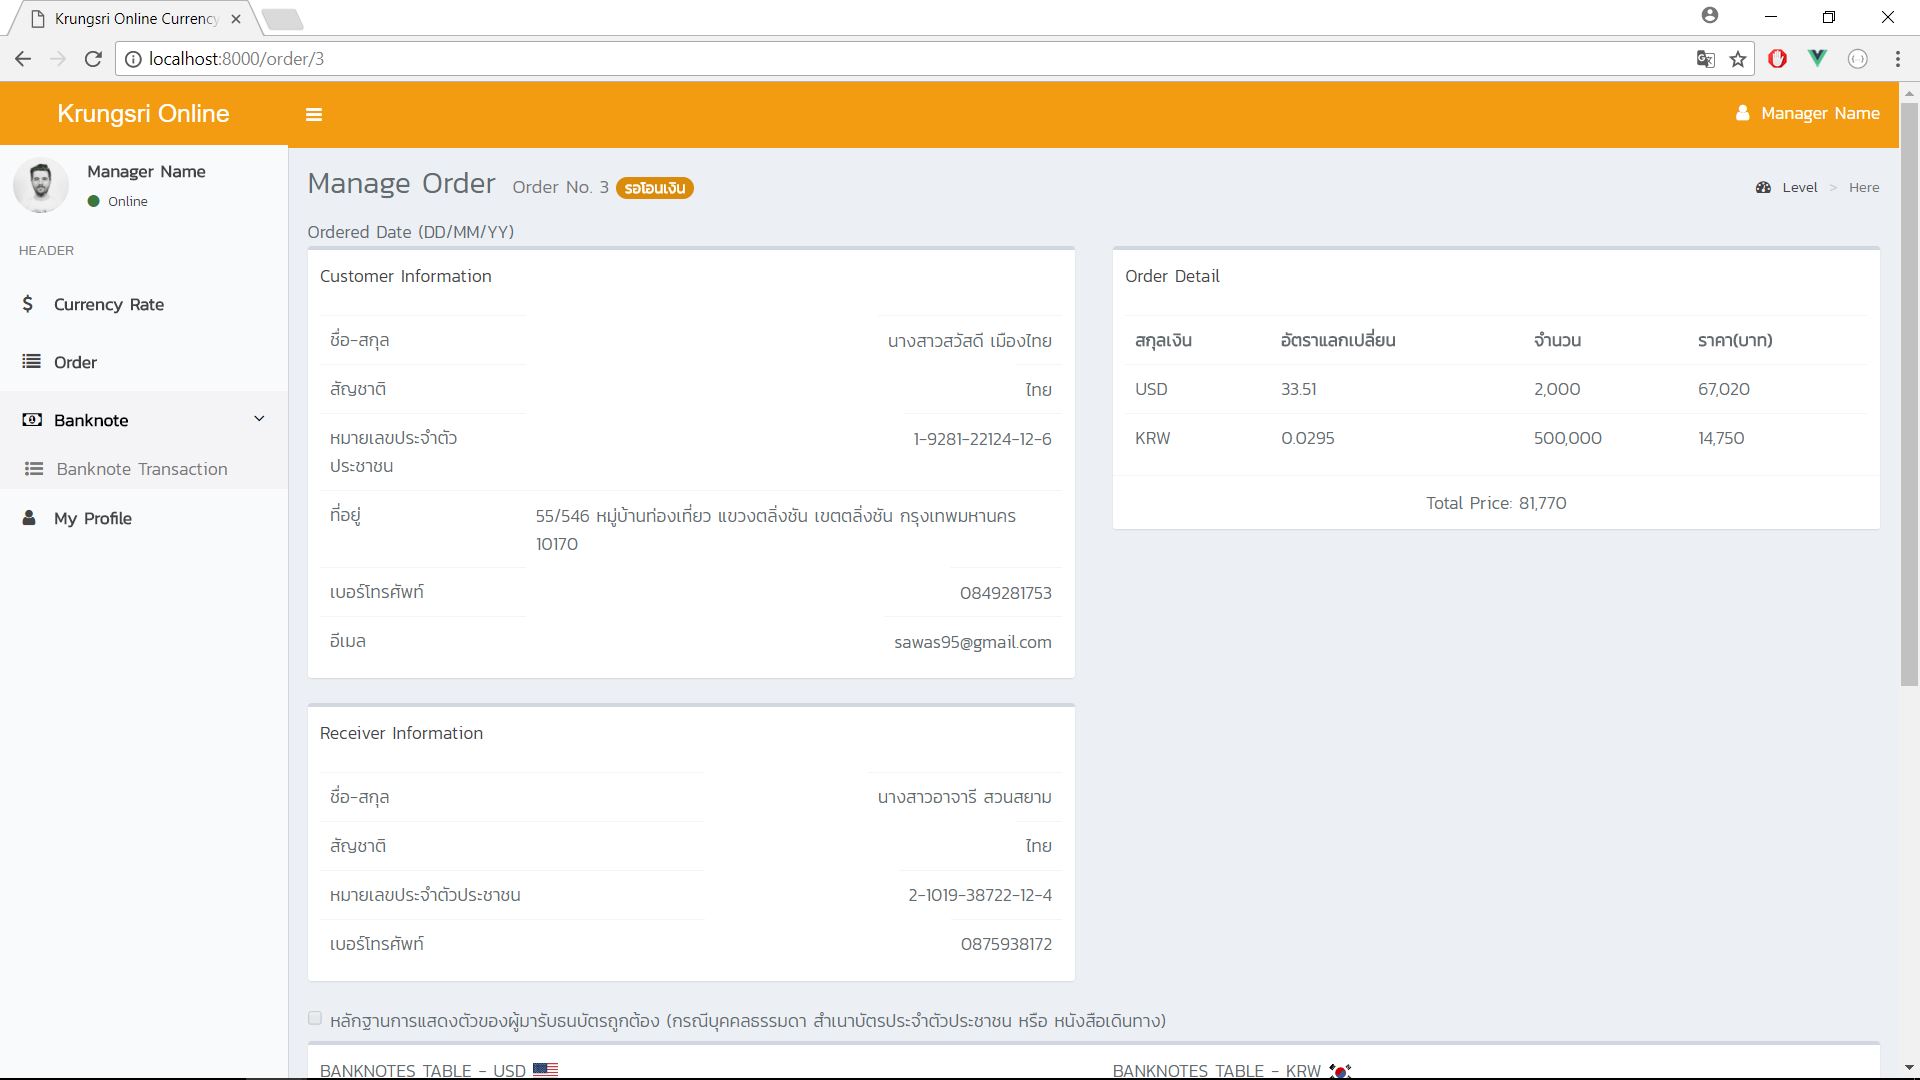 Krungsri Online Currency
localhost:8000/order/3
Krungsri Online
Manager Name
Manager Name
Online
HEADER
Currency Rate
Order
Banknote
Banknote Transaction
My Profile
Manage Order Order No. 3 รอโอนเงิน
Level > Here
Ordered Date (DD/MM/YY)
Customer Information
ชื่อ-สกุล นางสาวสวัสดี เมืองไทย
สัญชาติ ไทย
หมายเลขประจำตัว 1-9281-22124-12-6
ประชาชน
ที่อยู่ 55/546 หมู่บ้านท่องเที่ยว แขวงตลิ่งชัน เขตตลิ่งชัน กรุงเทพมหานคร
10170
เบอร์โทรศัพท์ 0849281753
อีเมล sawas95@gmail.com
Order Detail
สกุลเงิน อัตราแลกเปลี่ยน จำนวน ราคา(บาท)
USD 33.51 2,000 67,020
KRW 0.0295 500,000 14,750
Total Price: 81,770
Receiver Information
ชื่อ-สกุล นางสาวอาจารี สวนสยาม
สัญชาติ ไทย
หมายเลขประจำตัวประชาชน 2-1019-38722-12-4
เบอร์โทรศัพท์ 0875938172
หลักฐานการแสดงตัวของผู้มารับธนบัตรถูกต้อง (กรณีบุคคลธรรมดา สำเนาบัตรประจำตัวประชาชน หรือ หนังสือเดินทาง)
BANKNOTES TABLE - USD
BANKNOTES TABLE - KRW